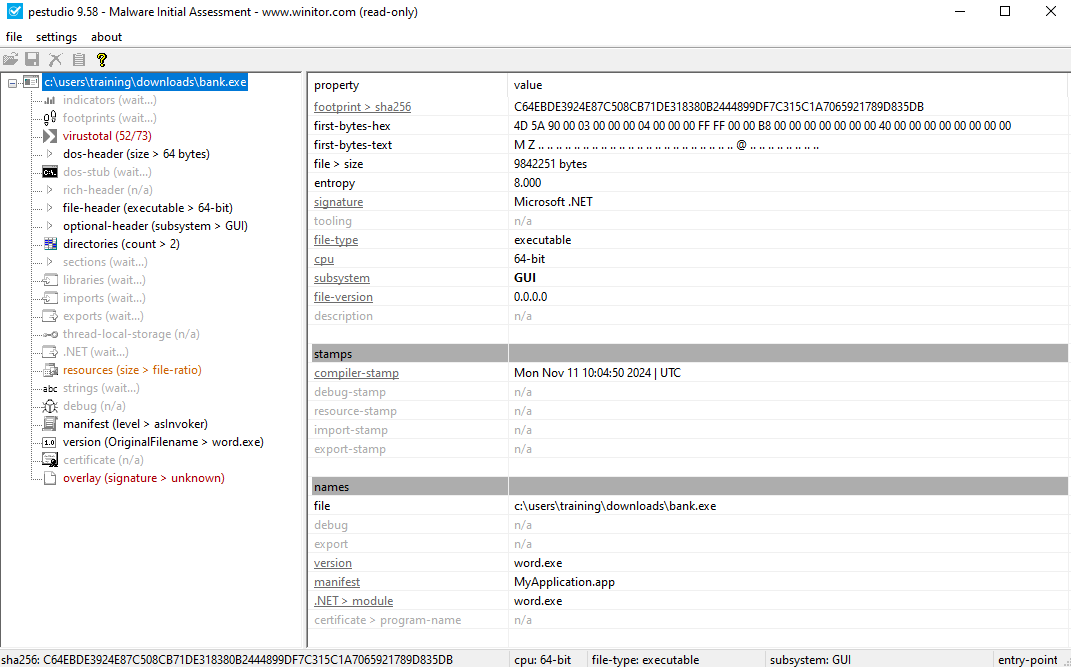 pestudio 9.58 - Malware Initial Assessment - www.winitor.com (read-only)
file settings about
c:\users\training\downloads\bank.exe
indicators (wait...)
footprints (wait...)
virustotal (52/73)
dos-header (size > 64 bytes)
dos-stub (wait...)
rich-header (n/a)
file-header (executable > 64-bit)
optional-header (subsystem > GUI)
directories (count > 2)
sections (wait...)
libraries (wait...)
imports (wait...)
exports (wait...)
thread-local-storage (n/a)
.NET (wait...)
resources (size > file-ratio)
abc strings (wait...)
debug (n/a)
manifest (level > asInvoker)
1.0 version (OriginalFilename > word.exe)
certificate (n/a)
overlay (signature > unknown)
property value
footprint > sha256 C64EBDE3924E87C508CB71DE318380B2444899DF7C315C1A7065921789D835DB
first-bytes-hex 4D 5A 90 00 03 00 00 00 04 00 00 00 FF FF 00 00 B8 00 00 00 00 00 00 00 40 00 00 00 00 00 00 00 00
first-bytes-text M Z .. .. .. .. .. .. .. .. .. .. .. .. .. .. .. .. .. .. .. .. .. .. @ .. .. .. .. .. .. .. ..
file > size 9842251 bytes
entropy 8.000
signature Microsoft .NET
tooling n/a
file-type executable
cpu 64-bit
subsystem GUI
file-version 0.0.0.0
description n/a
stamps
compiler-stamp Mon Nov 11 10:04:50 2024 | UTC
debug-stamp n/a
resource-stamp n/a
import-stamp n/a
export-stamp n/a
names
file c:\users\training\downloads\bank.exe
debug n/a
export n/a
version word.exe
manifest MyApplication.app
.NET > module word.exe
certificate > program-name n/a
sha256: C64EBDE3924E87C508CB71DE318380B2444899DF7C315C1A7065921789D835DB cpu: 64-bit file-type: executable subsystem: GUI entry-point